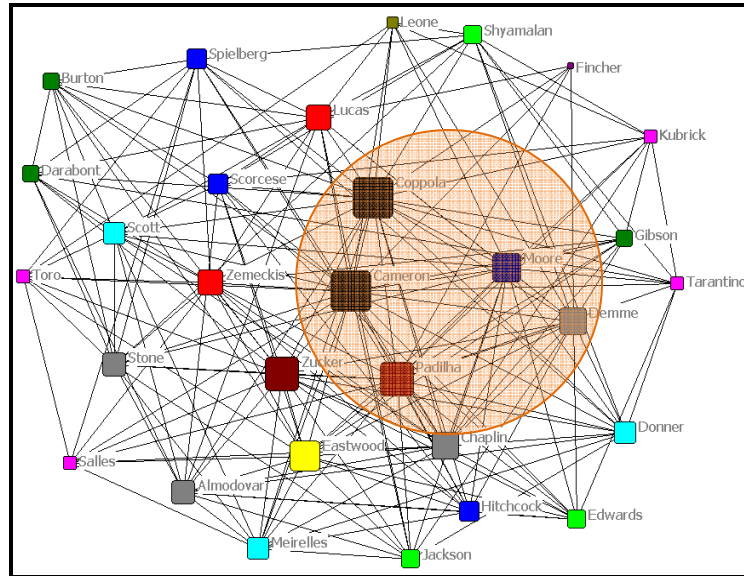 Leone
Shyamalan
Spielberg
Fincher
Burton
Lucas
Kubrick
Darabont
Scorcese
Coppola
Scott
Gibson
Moore
Toro
Zemeckis
Cameron
Tarantino
Demme
Stone
Zucker
Padilha
Donner
Chaplin
Eastwood
Salles
Almodovar
Hitchcock
Edwards
Meirelles
Jackson